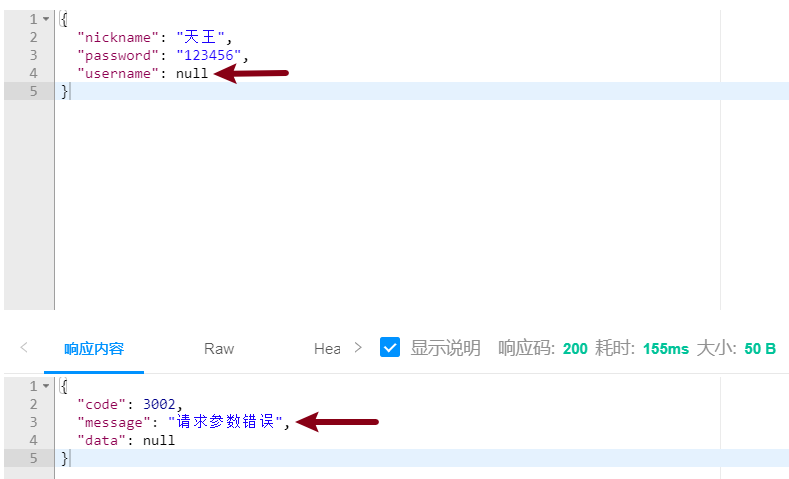 1 {
2 "nickname": "天王",
3 "password": "123456",
4 "username": null
5 }
响应内容 Raw Hea 显示说明 响应码: 200 耗时: 155ms 大小: 50 B
1 {
2 "code": 3002,
3 "message": "请求参数错误",
4 "data": null
5 }